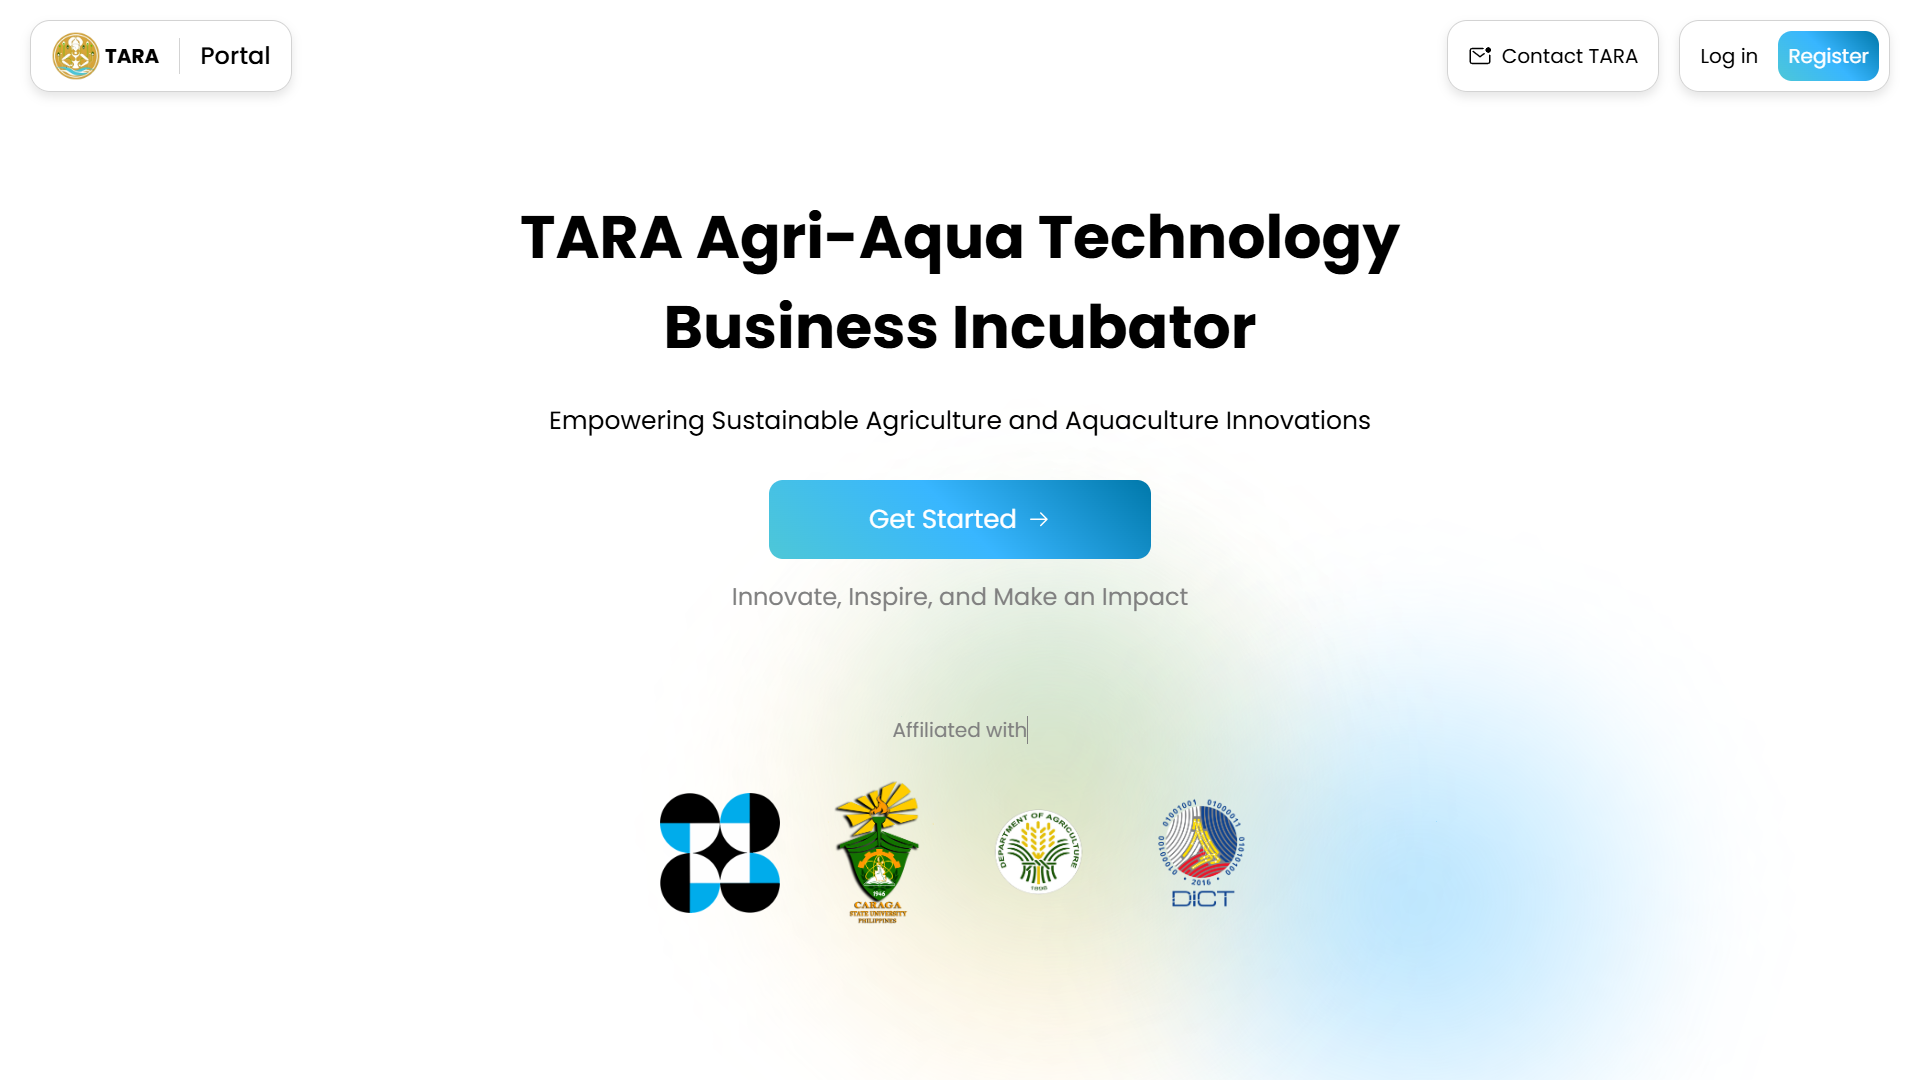 TARA
Portal
Contact TARA
Log in
Register
TARA Agri-Aqua Technology
Business Incubator
Empowering Sustainable Agriculture and Aquaculture Innovations
Get Started
Innovate, Inspire, and Make an Impact
Affiliated with
1946
CARAGA
STATE UNIVERSITY
PHILIPPINES
DEPARTMENT OF AGRICULTURE
1898
01000100 01001001 01000011 01010100
• 2016 •
DICT